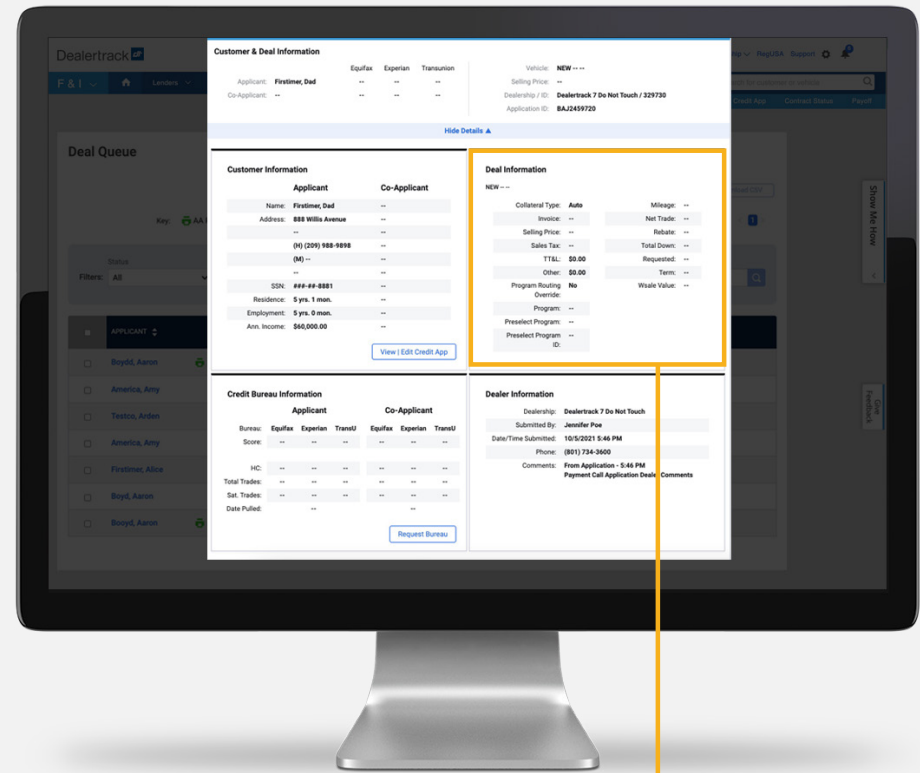 Dealertrack
F & I
Lenders
RegUSA Support
Credit App Contract Status Payoff
Deal Queue
Key:
Status
Filters: All
APPLICANT
Boydd, Aaron
America, Amy
Teston, Arden
America, Amy
Firstimer, Alice
Boyd, Aaron
Booyd, Aaron
Show Me How
Give Feedback
1
Customer & Deal Information
Equifax Experian Transunion
Applicant: Firstimer, Dad -- -- --
Co-Applicant: -- -- -- --
Vehicle: NEW -- --
Selling Price: --
Dealership / ID: Dealertrack 7 Do Not Touch / 329730
Application ID: BAJ2459720
Hide Details
Customer Information
Applicant Co-Applicant
Name: Firstimer, Dad --
Address: 888 Willis Avenue --
-- --
(H) (209) 988-9898 --
(M) -- --
-- --
SSN: ###-##-8881 --
Residence: 5 yrs. 1 mon. --
Employment: 5 yrs. 0 mon. --
Ann. Income: $60,000.00 --
View | Edit Credit App
Deal Information
NEW -- --
Collateral Type: Auto Mileage: --
Invoice: -- Net Trade: --
Selling Price: -- Rebate: --
Sales Tax: -- Total Down: --
TT&L: $0.00 Requested: --
Other: $0.00 Term: --
Program Routing No Wsale Value: --
Override:
Program: --
Preselect Program: --
Preselect Program --
ID:
Credit Bureau Information
Applicant Co-Applicant
Bureau: Equifax Experian TransU Equifax Experian TransU
Score: -- -- -- -- -- --
HC: -- -- -- -- -- --
Total Trades: -- -- -- -- -- --
Sat. Trades: -- -- -- -- -- --
Date Pulled: -- --
Request Bureau
Dealer Information
Dealership: Dealertrack 7 Do Not Touch
Submitted By: Jennifer Poe
Date/Time Submitted: 10/5/2021 5:46 PM
Phone: (801) 734-3600
Comments: From Application - 5:46 PM
Payment Call Application Dealer Comments